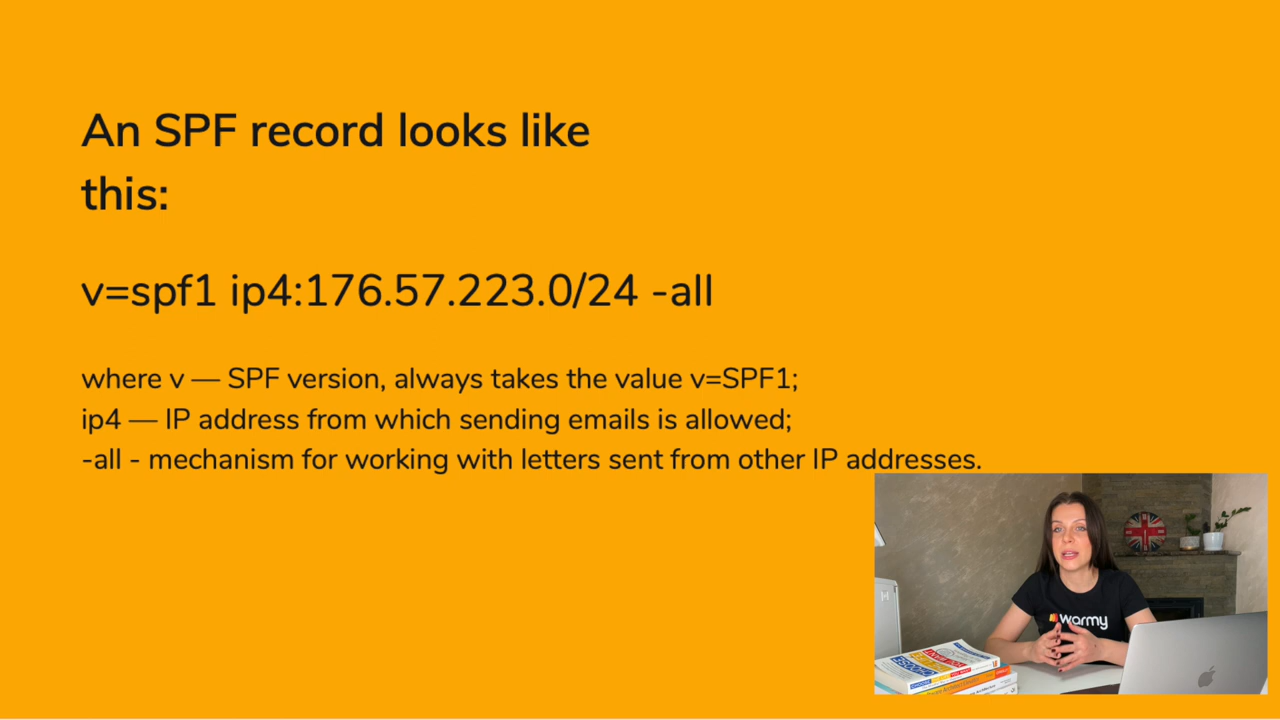 An SPF record looks like
this:
v=spf1 ip4:176.57.223.0/24 -all
where v — SPF version, always takes the value v=SPF1;
ip4 — IP address from which sending emails is allowed;
-all - mechanism for working with letters sent from other IP addresses.
warmy